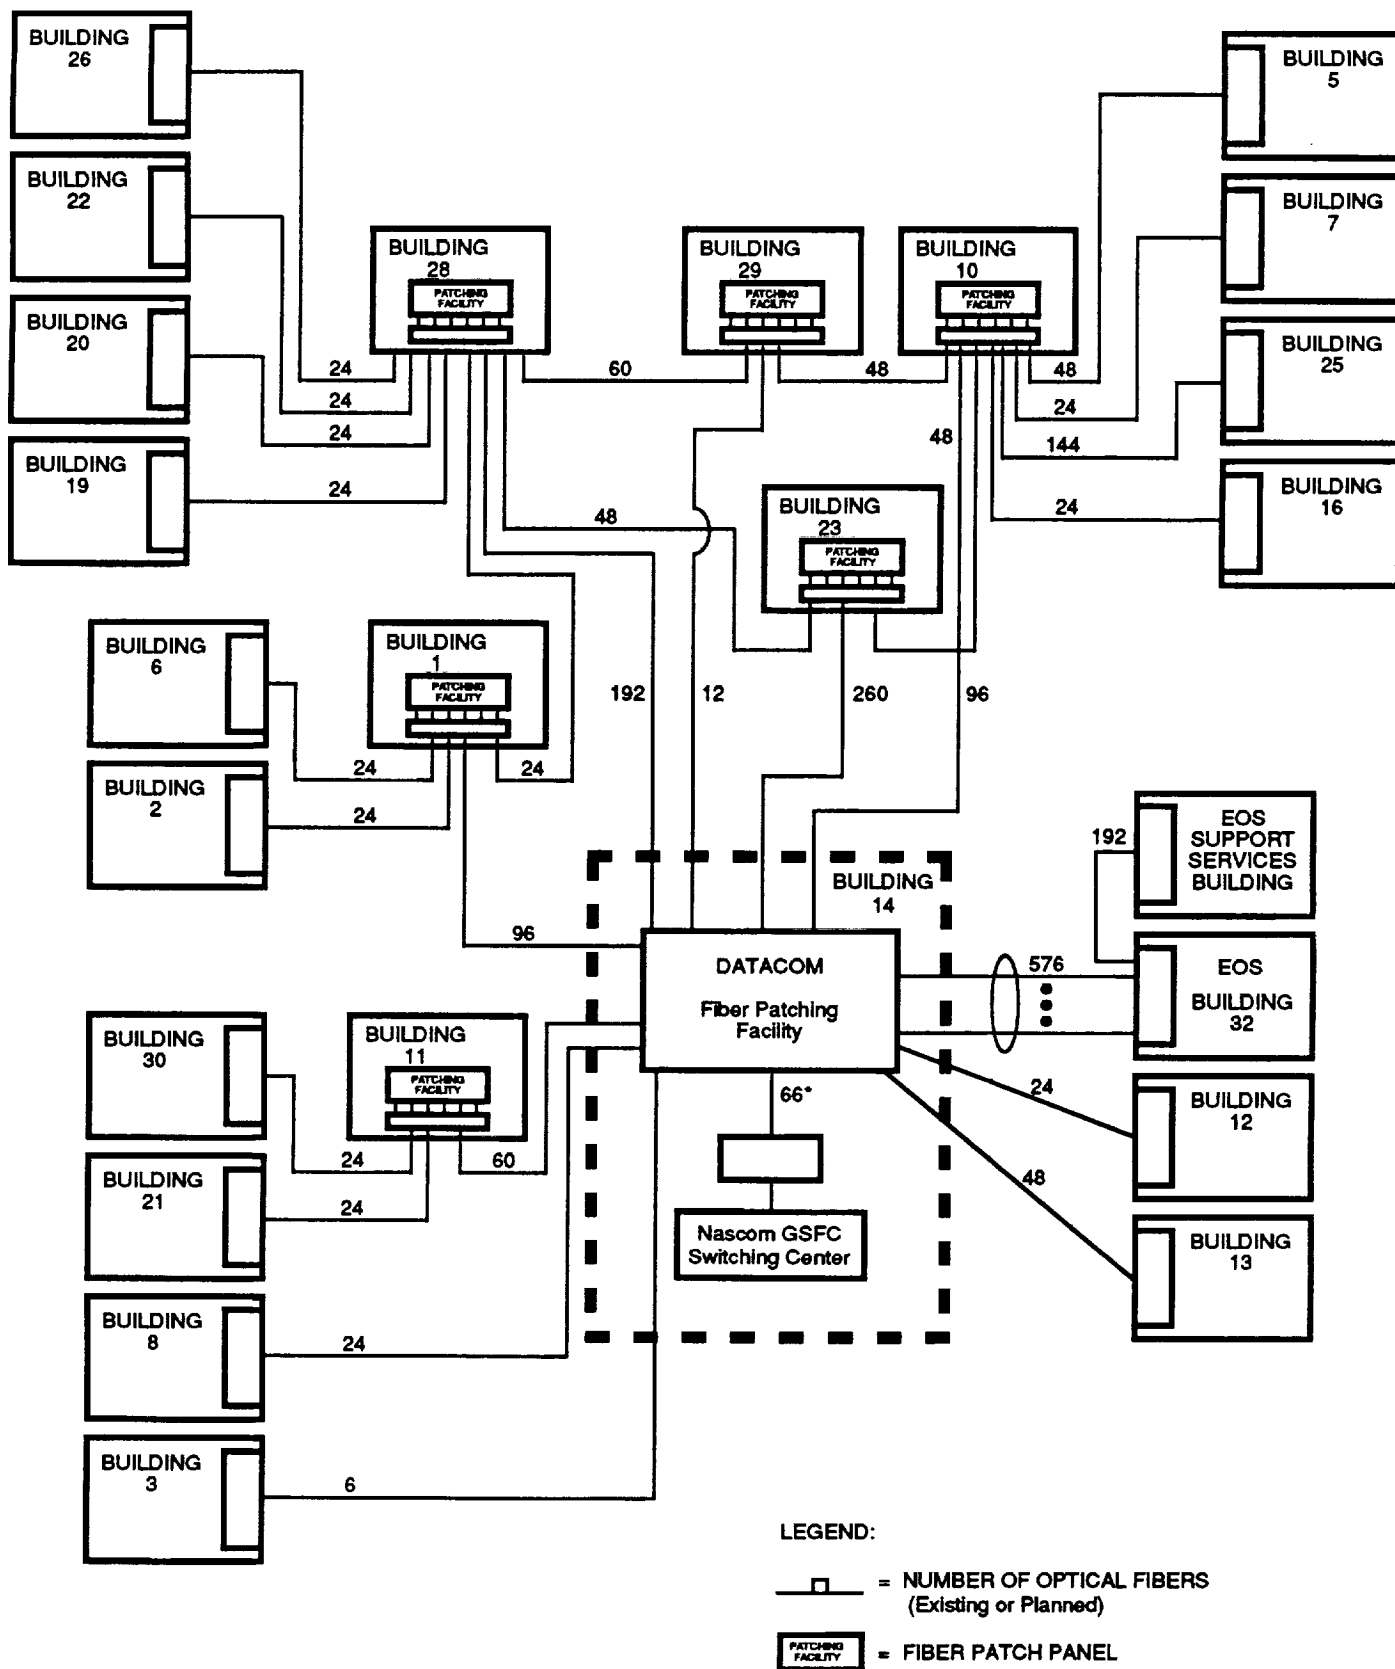 BUILDING
26
BUILDING
5
BUILDING
22
BUILDING
7
BUILDING
28
PATCHING
FACILITY
BUILDING
29
PATCHING
FACILITY
BUILDING
10
PATCHING
FACILITY
BUILDING
20
BUILDING
25
24
60
48
48
24
24
24
48
144
BUILDING
19
BUILDING
16
24
48
24
BUILDING
23
PATCHING
FACILITY
BUILDING
6
BUILDING
1
PATCHING
FACILITY
192
12
260
96
24
24
BUILDING
2
24
EOS
SUPPORT
SERVICES
BUILDING
192
BUILDING
14
96
DATACOM
Fiber Patching
Facility
576
EOS
BUILDING
32
BUILDING
30
BUILDING
11
PATCHING
FACILITY
66*
24
BUILDING
12
24
60
BUILDING
21
24
48
Nascom GSFC
Switching Center
BUILDING
13
BUILDING
8
24
BUILDING
3
6
LEGEND:
= NUMBER OF OPTICAL FIBERS
(Existing or Planned)
PATCHING
FACILITY
= FIBER PATCH PANEL